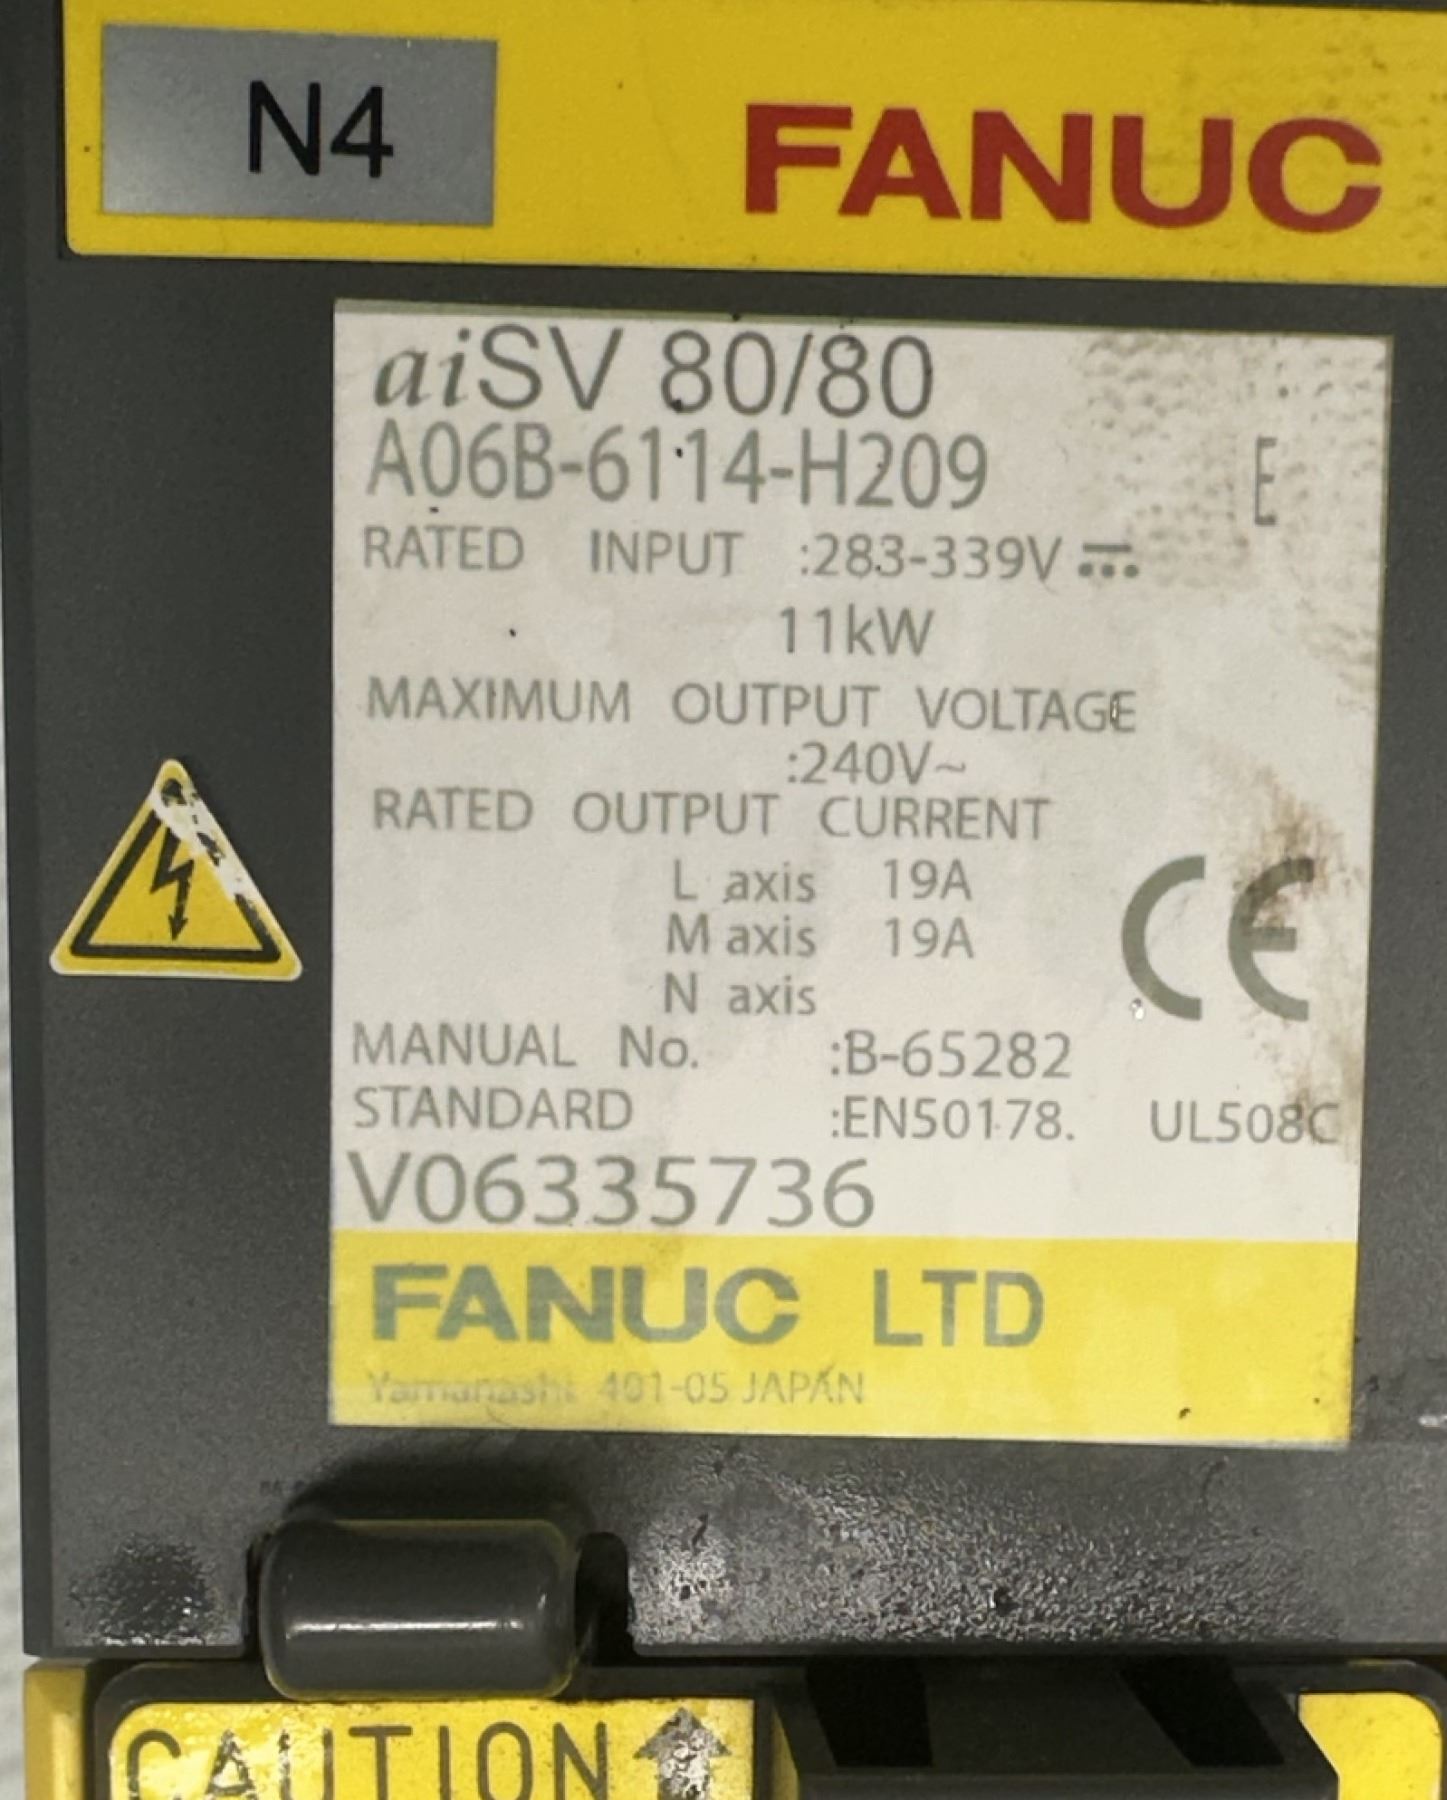 N4
FANUC
αiSV 80/80
A06B-6114-H209 E
RATED INPUT :283-339V⎓
11kW
MAXIMUM OUTPUT VOLTAGE
:240V~
RATED OUTPUT CURRENT
L axis 19A
M axis 19A
N axis
MANUAL No. :B-65282
STANDARD :EN50178. UL508C
V06335736
CE
FANUC LTD
Yamanashi 401-05 JAPAN
CAUTION